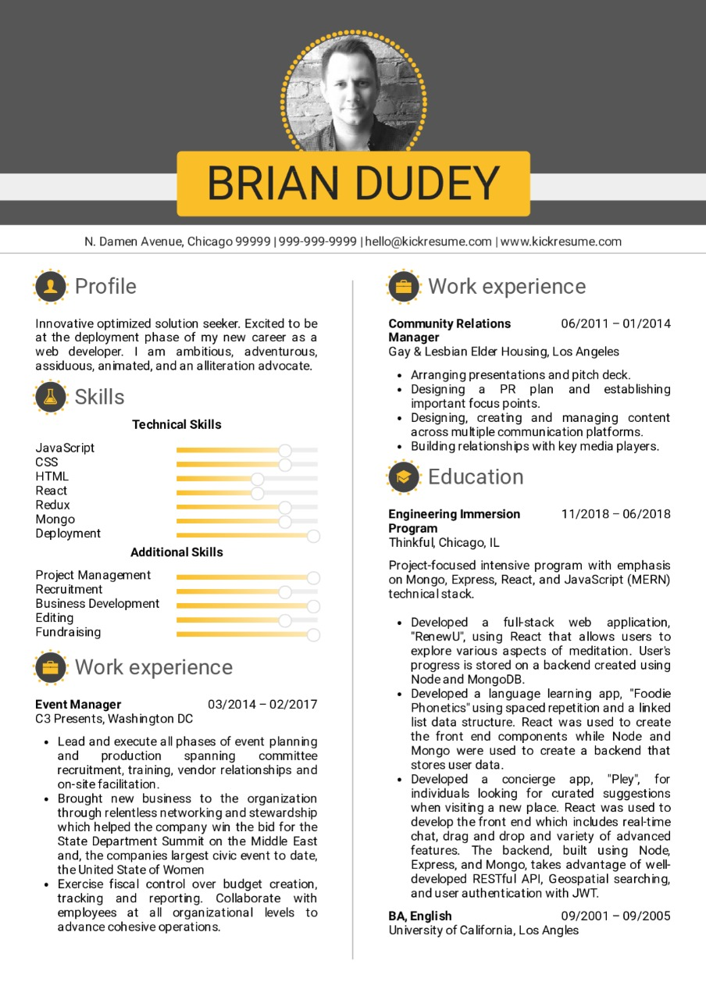 BRIAN DUDEY
N. Damen Avenue, Chicago 99999 | 999-999-9999 | hello@kickresume.com | www.kickresume.com
Profile
Innovative optimized solution seeker. Excited to be
at the deployment phase of my new career as a
web developer. I am ambitious, adventurous,
assiduous, animated, and an alliteration advocate.
Skills
Technical Skills
JavaScript
CSS
HTML
React
Redux
Mongo
Deployment
Additional Skills
Project Management
Recruitment
Business Development
Editing
Fundraising
Work experience
Event Manager 03/2014 – 02/2017
C3 Presents, Washington DC
• Lead and execute all phases of event planning
and production spanning committee
recruitment, training, vendor relationships and
on-site facilitation.
• Brought new business to the organization
through relentless networking and stewardship
which helped the company win the bid for the
State Department Summit on the Middle East
and, the companies largest civic event to date,
the United State of Women
• Exercise fiscal control over budget creation,
tracking and reporting. Collaborate with
employees at all organizational levels to
advance cohesive operations.
Work experience
Community Relations 06/2011 – 01/2014
Manager
Gay & Lesbian Elder Housing, Los Angeles
• Arranging presentations and pitch deck.
• Designing a PR plan and establishing
important focus points.
• Designing, creating and managing content
across multiple communication platforms.
• Building relationships with key media players.
Education
Engineering Immersion 11/2018 – 06/2018
Program
Thinkful, Chicago, IL
Project-focused intensive program with emphasis
on Mongo, Express, React, and JavaScript (MERN)
technical stack.
• Developed a full-stack web application,
"RenewU", using React that allows users to
explore various aspects of meditation. User's
progress is stored on a backend created using
Node and MongoDB.
• Developed a language learning app, "Foodie
Phonetics" using spaced repetition and a linked
list data structure. React was used to create
the front end components while Node and
Mongo were used to create a backend that
stores user data.
• Developed a concierge app, "Pley", for
individuals looking for curated suggestions
when visiting a new place. React was used to
develop the front end which includes real-time
chat, drag and drop and variety of advanced
features. The backend, built using Node,
Express, and Mongo, takes advantage of well-
developed RESTful API, Geospatial searching,
and user authentication with JWT.
BA, English 09/2001 – 09/2005
University of California, Los Angles